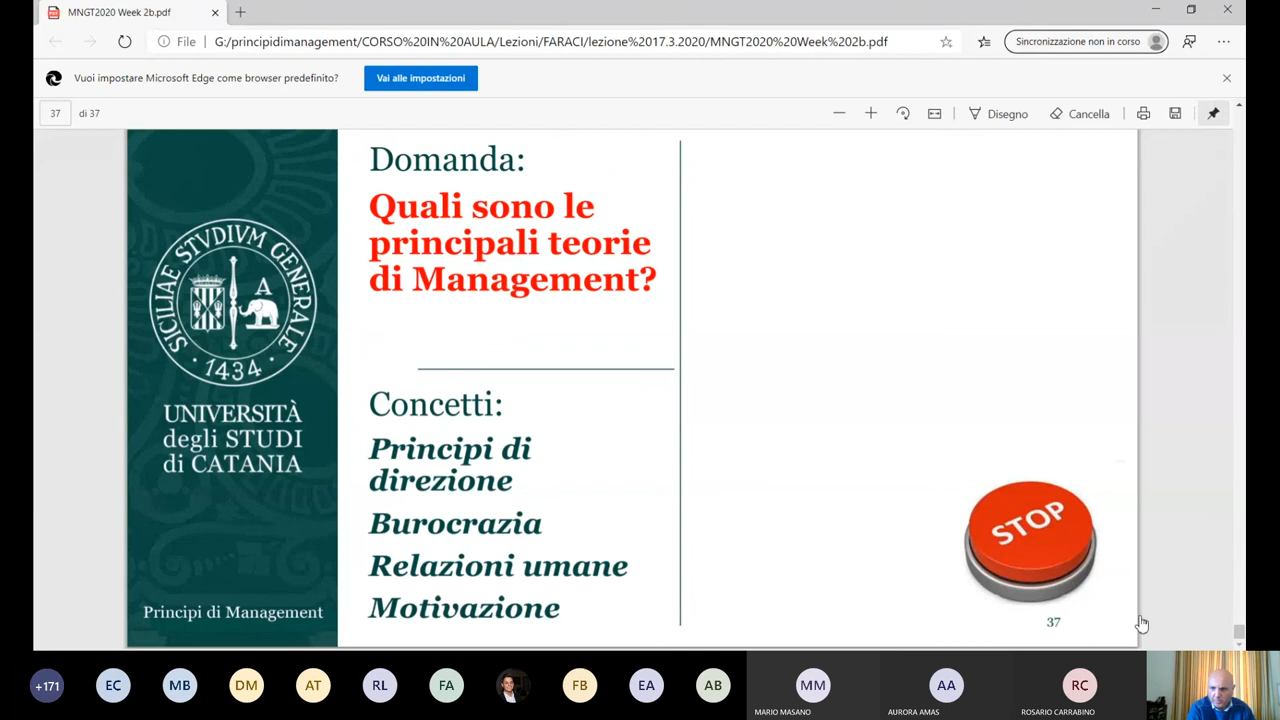 MNGT2020 Week 2b.pdf
File
G:/principidimanagement/CORSO%20IN%20AULA/Lezioni/FARACI/lezione%2017.3.2020/MNGT2020%20Week%202b.pdf
Sincronizzazione non in corso
Vuoi impostare Microsoft Edge come browser predefinito?
Vai alle impostazioni
37 di 37
Disegno
Cancella
SICILIAE STVDIVM GENERALE
A
1434
UNIVERSITÀ
degli STUDI
di CATANIA
Principi di Management
Domanda:
Quali sono le
principali teorie
di Management?
Concetti:
Principi di
direzione
Burocrazia
Relazioni umane
Motivazione
STOP
37
+171
EC
MB
DM
AT
RL
FA
FB
EA
AB
MM
MARIO MASANO
AA
AURORA AMAS
RC
ROSARIO CARRABINO